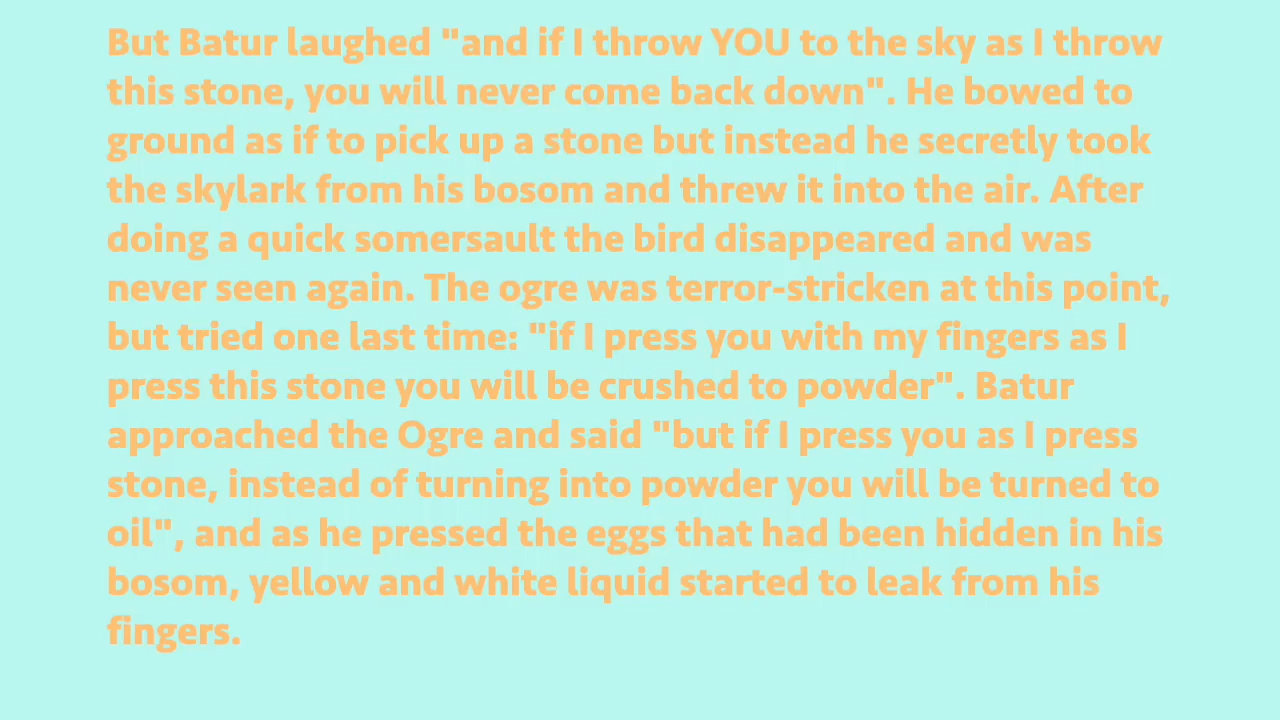 But Batur laughed "and if I throw YOU to the sky as I throw
this stone, you will never come back down". He bowed to
ground as if to pick up a stone but instead he secretly took
the skylark from his bosom and threw it into the air. After
doing a quick somersault the bird disappeared and was
never seen again. The ogre was terror-stricken at this point,
but tried one last time: "if I press you with my fingers as I
press this stone you will be crushed to powder". Batur
approached the Ogre and said "but if I press you as I press
stone, instead of turning into powder you will be turned to
oil", and as he pressed the eggs that had been hidden in his
bosom, yellow and white liquid started to leak from his
fingers.